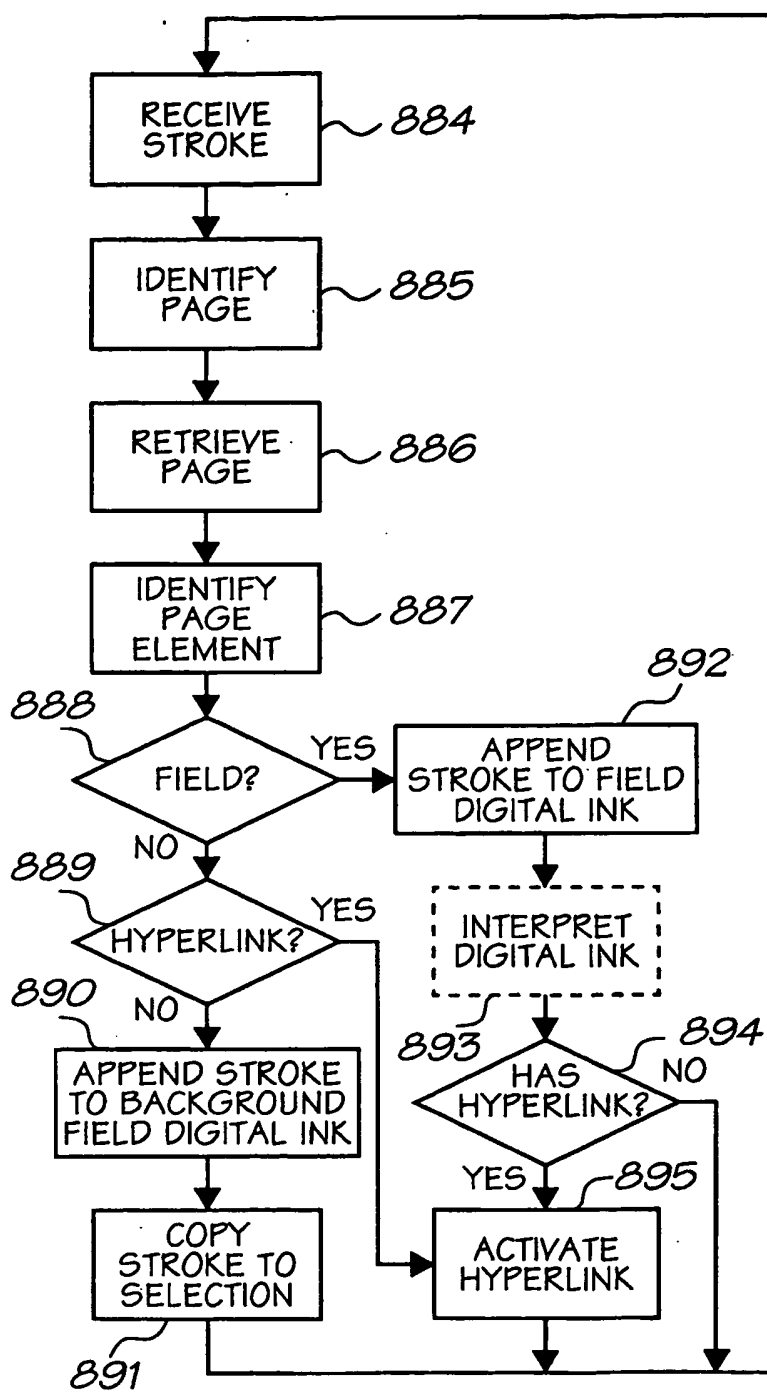 RECEIVE
STROKE
884
IDENTIFY
PAGE
885
RETRIEVE
PAGE
886
IDENTIFY
PAGE
ELEMENT
887
888
FIELD?
YES
NO
892
APPEND
STROKE TO FIELD
DIGITAL INK
889
HYPERLINK?
YES
NO
INTERPRET
DIGITAL INK
893
890
APPEND STROKE
TO BACKGROUND
FIELD DIGITAL INK
894
HAS
HYPERLINK?
NO
YES
COPY
STROKE TO
SELECTION
891
895
ACTIVATE
HYPERLINK